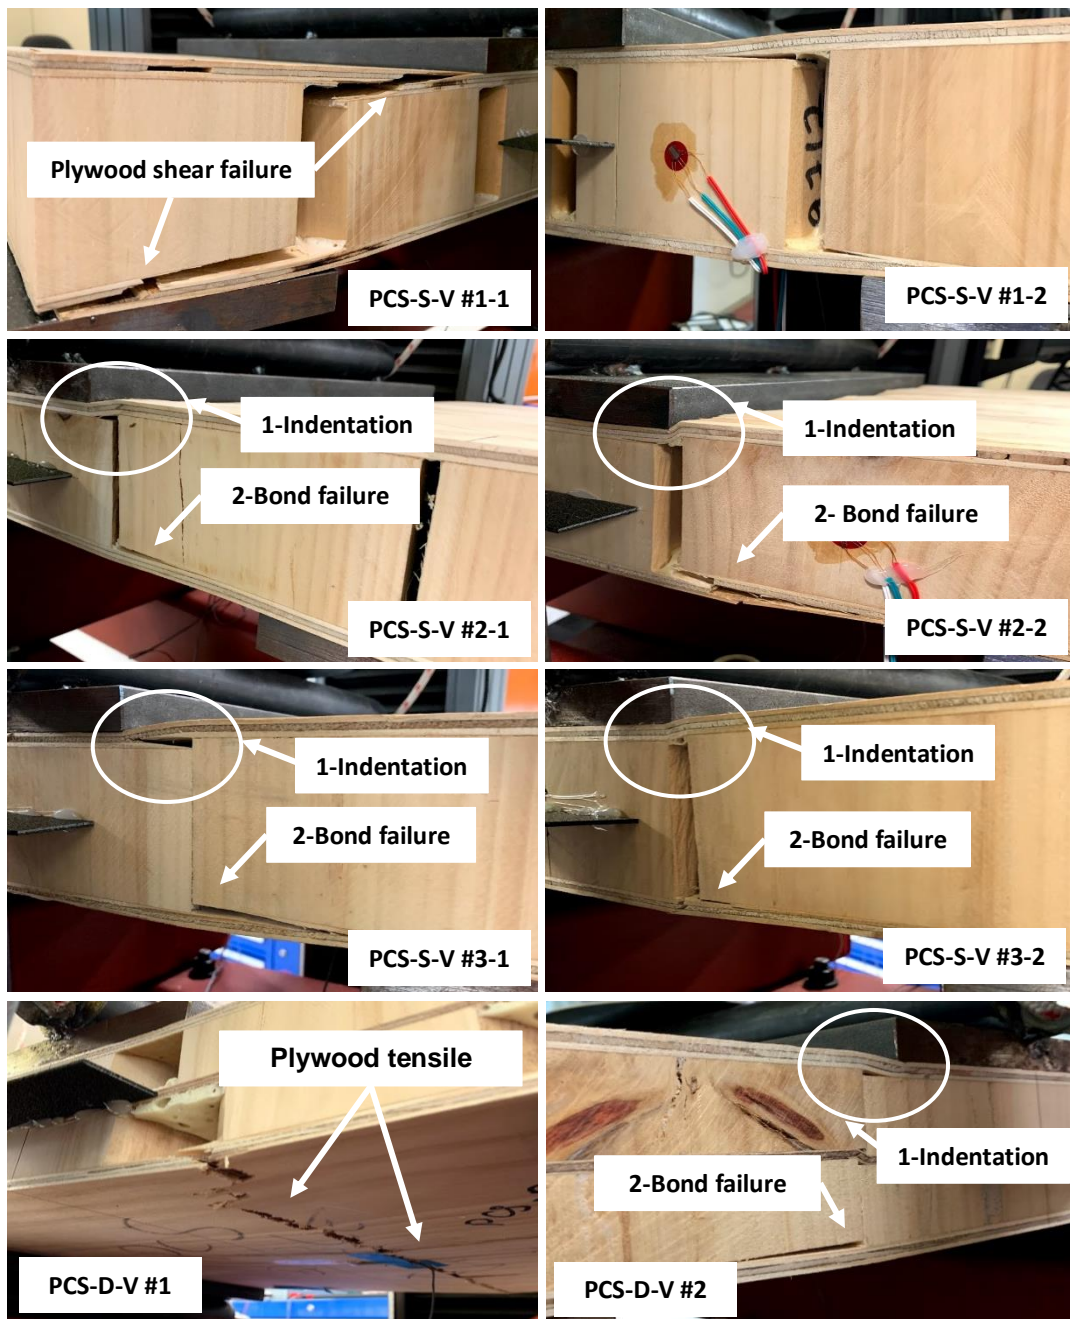 Plywood shear failure
PCS-S-V #1-1
PCS-S-V #1-2
1-Indentation
2-Bond failure
PCS-S-V #2-1
1-Indentation
2- Bond failure
PCS-S-V #2-2
1-Indentation
2-Bond failure
PCS-S-V #3-1
1-Indentation
2-Bond failure
PCS-S-V #3-2
Plywood tensile
PCS-D-V #1
1-Indentation
2-Bond failure
PCS-D-V #2